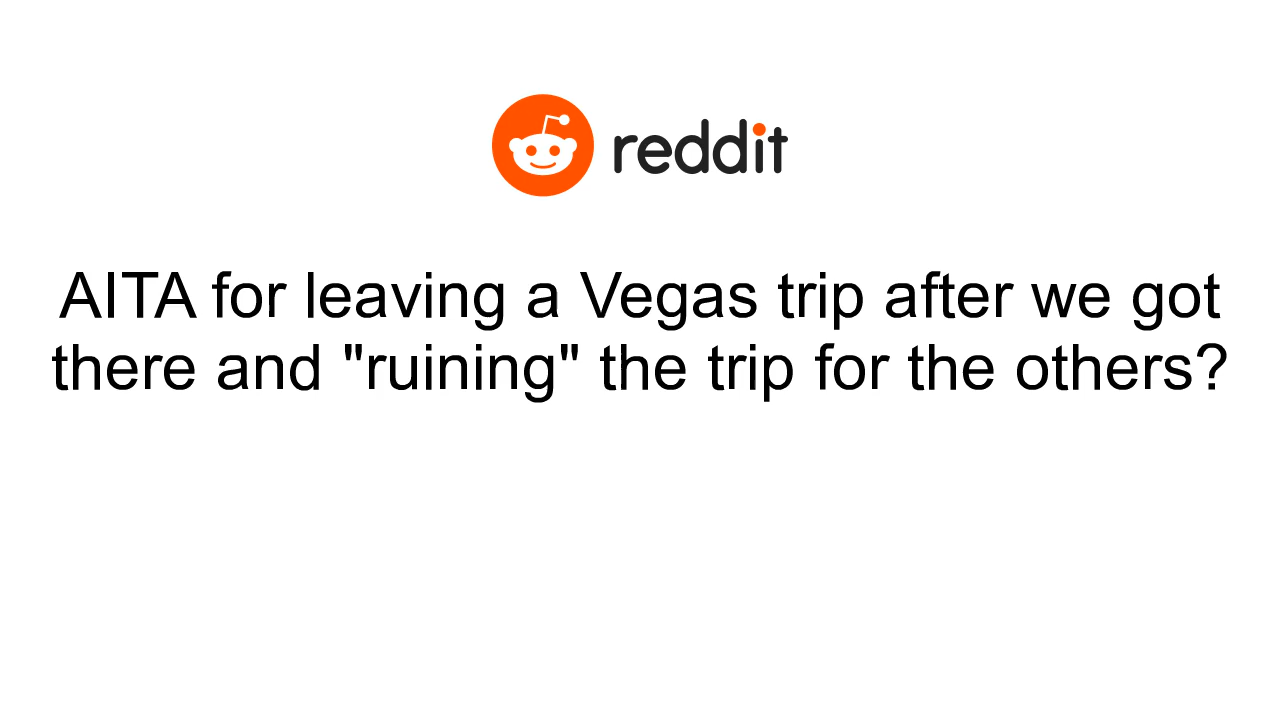 reddit
AITA for leaving a Vegas trip after we got
there and "ruining" the trip for the others?